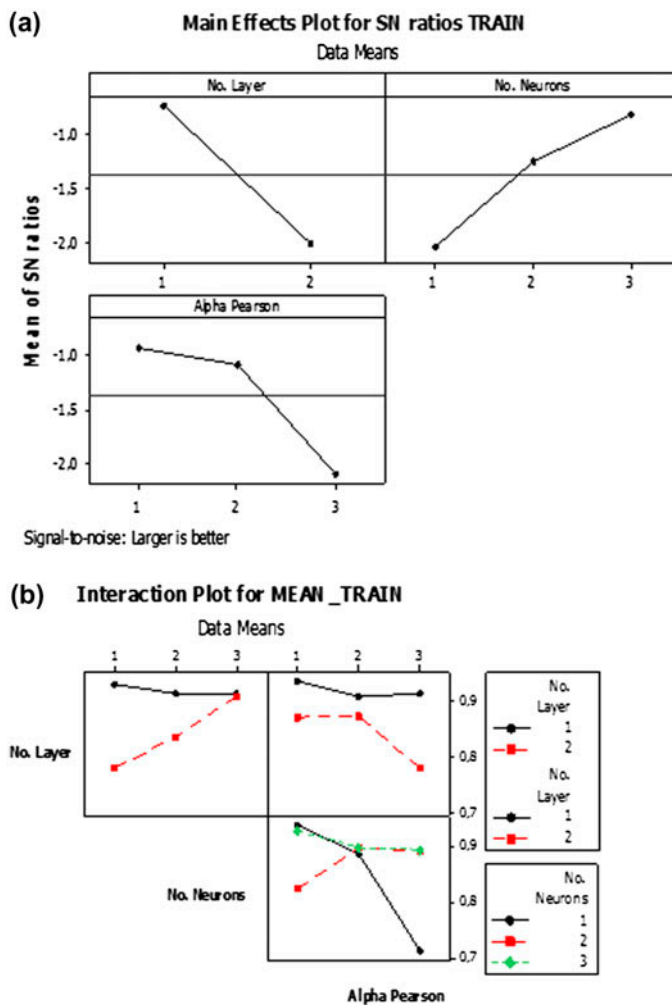 (a)
Main Effects Plot for SN ratios TRAIN
Data Means
No. Layer No. Neurons
-1.0
-1.5
-2.0
1 2 1 2 3
Mean of SN ratios
Alpha Pearson
-1.0
-1.5
-2.0
1 2 3
Signal-to-noise: Larger is better
(b)
Interaction Plot for MEAN_TRAIN
Data Means
1 2 3 1 2 3
No. Layer
0,9
0,8
0,7
No.
Layer
1
2
No.
Layer
1
2
No. Neurons
0,9
0,8
0,7
No.
Neurons
1
2
3
Alpha Pearson